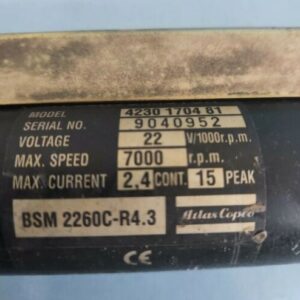 MODEL 4230 1704 81
SERIAL NO. 9040952
VOLTAGE 22 V/1000r.p.m.
MAX. SPEED 7000 r.p.m.
MAX. CURRENT 2,4 CONT. 15 PEAK
BSM 2260C-R4.3 Atlas Copco
CE